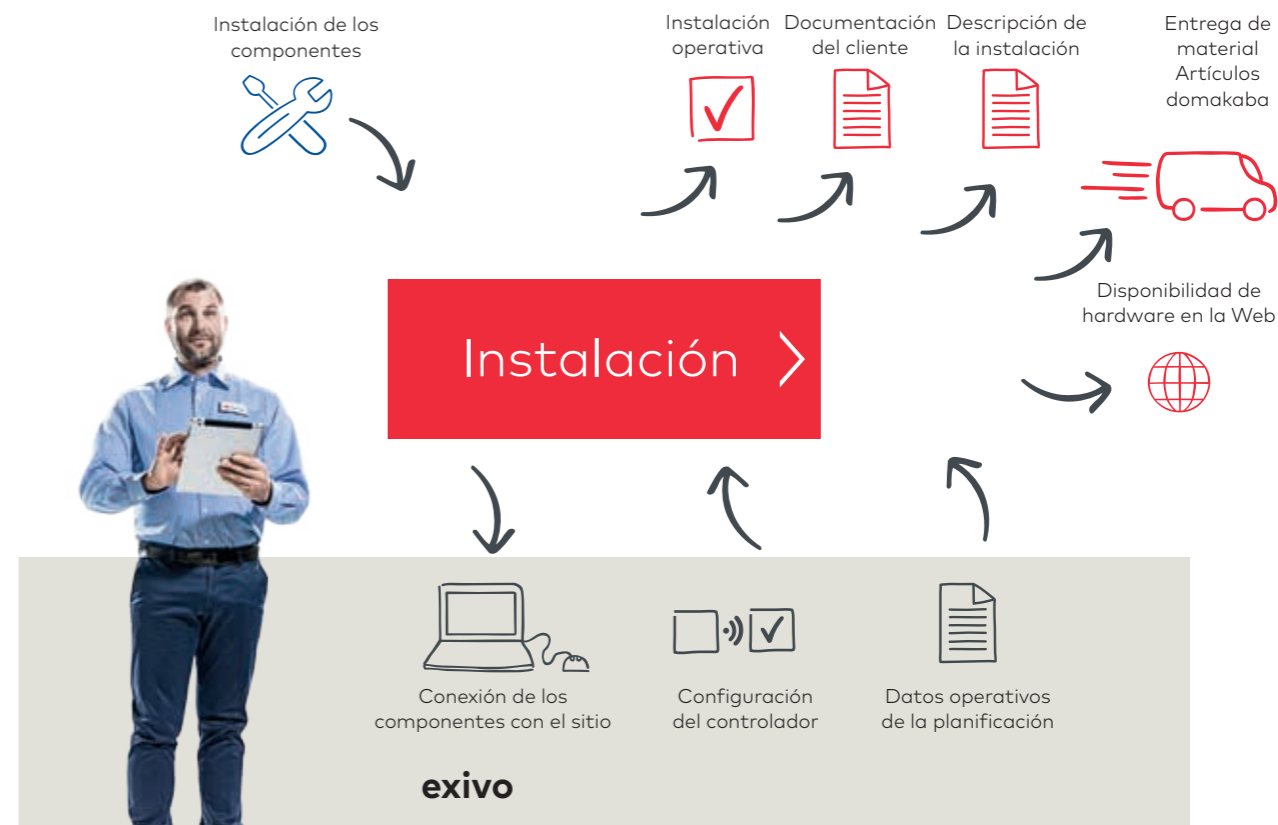 Instalación de los
componentes
Instalación
operativa
Documentación
del cliente
Descripción de
la instalación
Entrega de
material
Artículos
domakaba
Disponibilidad de
hardware en la Web
Instalación
Conexión de los
componentes con el sitio
Configuración
del controlador
Datos operativos
de la planificación
exivo